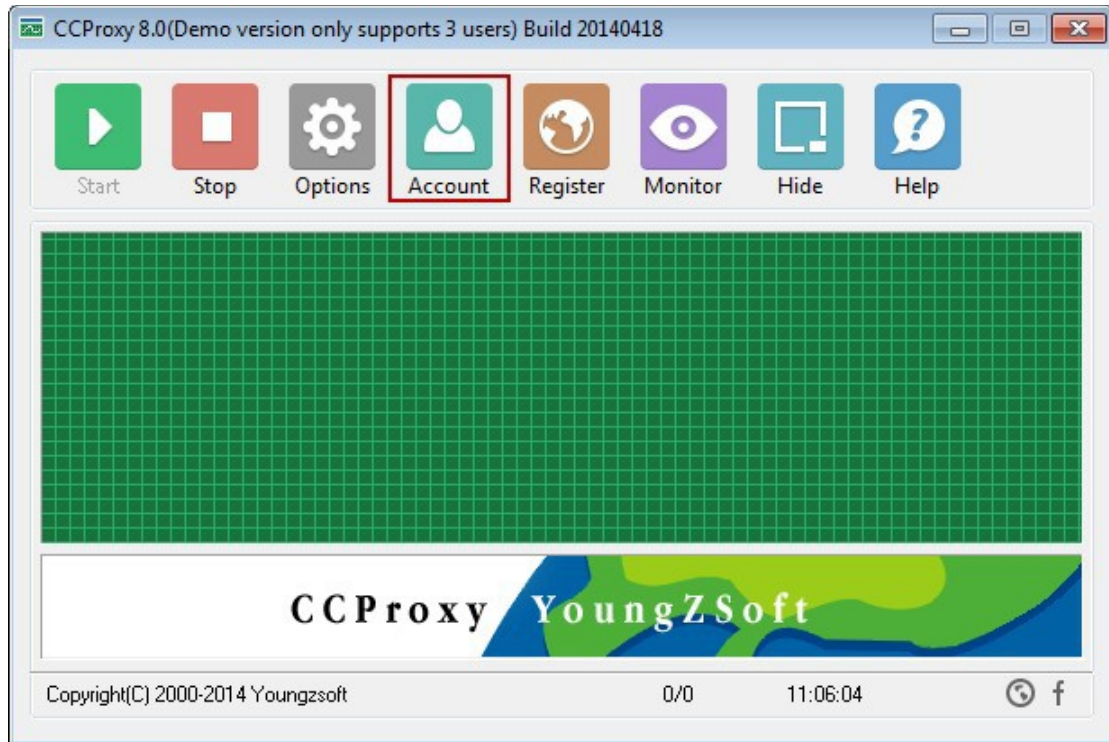 CCProxy 8.0(Demo version only supports 3 users) Build 20140418
Start Stop Options Account Register Monitor Hide Help
CCProxy YoungZSoft
Copyright(C) 2000-2014 Youngzsoft 0/0 11:06:04